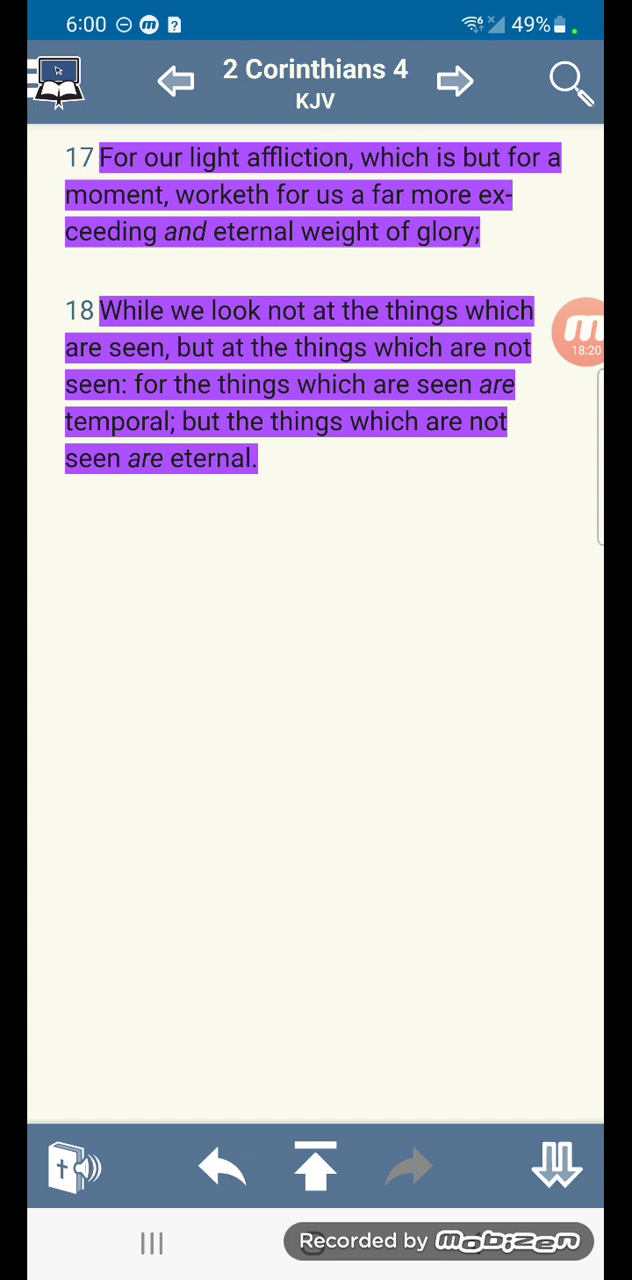 6:00 m ? 6 49%
2 Corinthians 4
KJV
17 For our light affliction, which is but for a
moment, worketh for us a far more ex-
ceeding and eternal weight of glory;
18 While we look not at the things which
are seen, but at the things which are not
seen: for the things which are seen are
temporal; but the things which are not
seen are eternal.
m
18:20
Recorded by mobizen